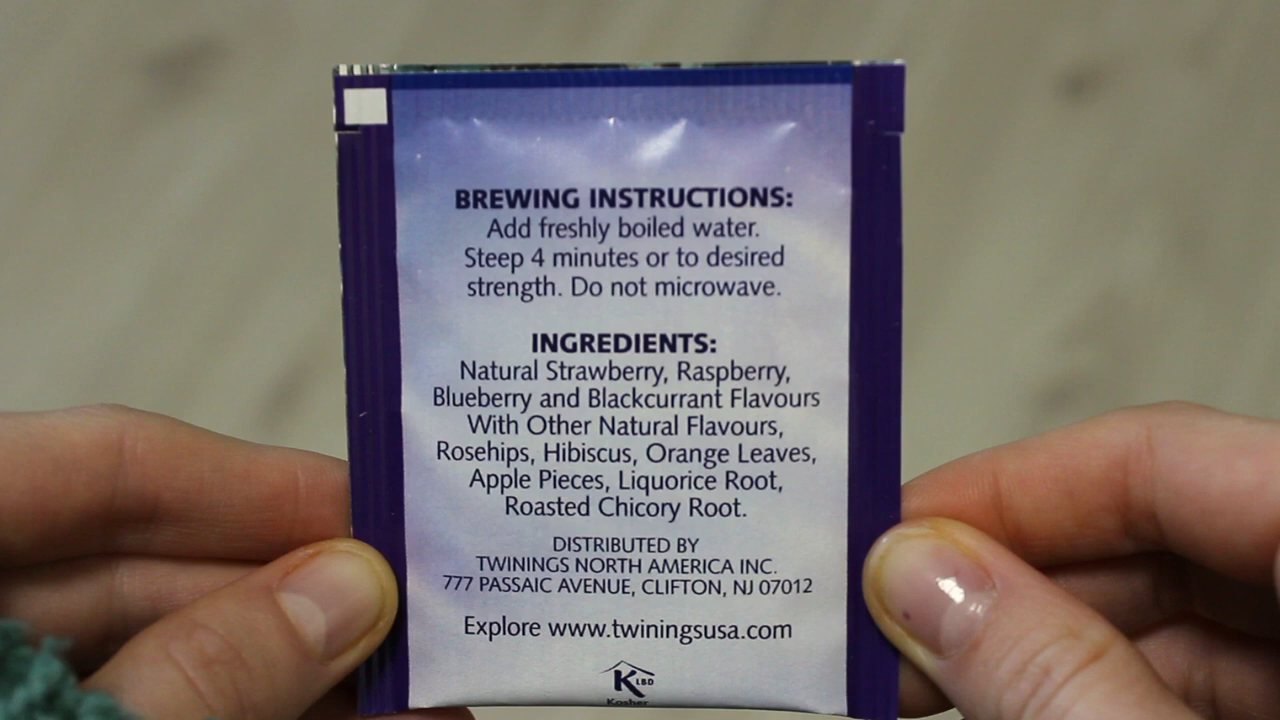 BREWING INSTRUCTIONS:
Add freshly boiled water.
Steep 4 minutes or to desired
strength. Do not microwave.
INGREDIENTS:
Natural Strawberry, Raspberry,
Blueberry and Blackcurrant Flavours
With Other Natural Flavours,
Rosehips, Hibiscus, Orange Leaves,
Apple Pieces, Liquorice Root,
Roasted Chicory Root.
DISTRIBUTED BY
TWININGS NORTH AMERICA INC.
777 PASSAIC AVENUE, CLIFTON, NJ 07012
Explore www.twiningsusa.com
K LBD
Kosher